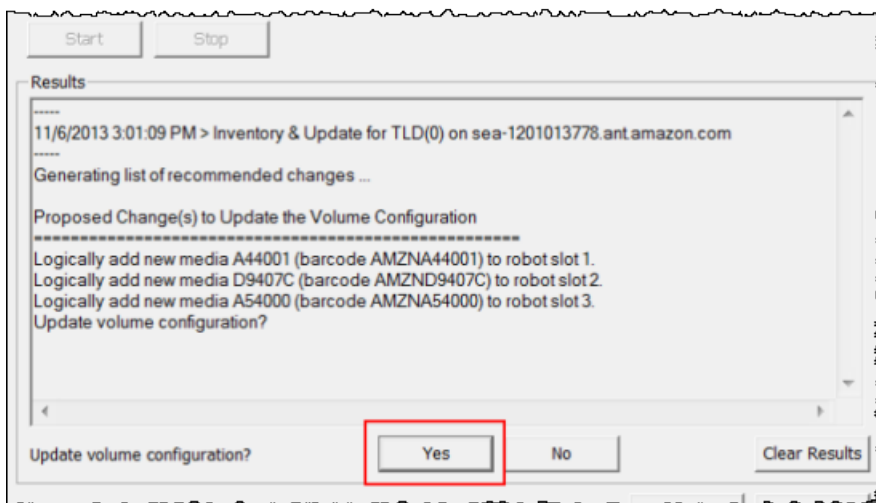 Start Stop
Results
-----
11/6/2013 3:01:09 PM > Inventory & Update for TLD(0) on sea-1201013778.ant.amazon.com
-----
Generating list of recommended changes ...
Proposed Change(s) to Update the Volume Configuration
=====================================================
Logically add new media A44001 (barcode AMZNA44001) to robot slot 1.
Logically add new media D9407C (barcode AMZND9407C) to robot slot 2.
Logically add new media A54000 (barcode AMZNA54000) to robot slot 3.
Update volume configuration?
Update volume configuration? Yes No Clear Results